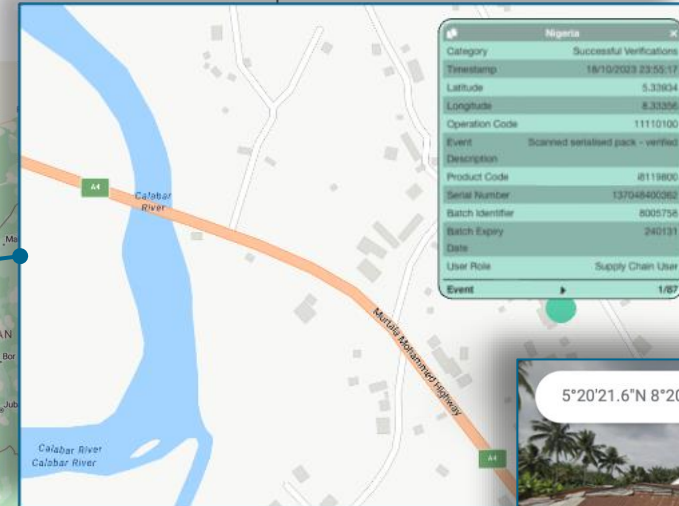 Nigeria
Category Successful Verifications
Timestamp 18/10/2023 23:55:17
Latitude 5.33934
Longitude 8.33356
Operation Code 11110100
Event Scanned serialised pack - verified
Description
Product Code i8119800
Serial Number 137048400362
Batch Identifier 8005758
Batch Expiry 240131
Date
User Role Supply Chain User
Event 1/87
A4
Calabar
River
Murtala Mohammed Highway
Calabar River
Calabar River
A4
5°20'21.6"N 8°20
Bor